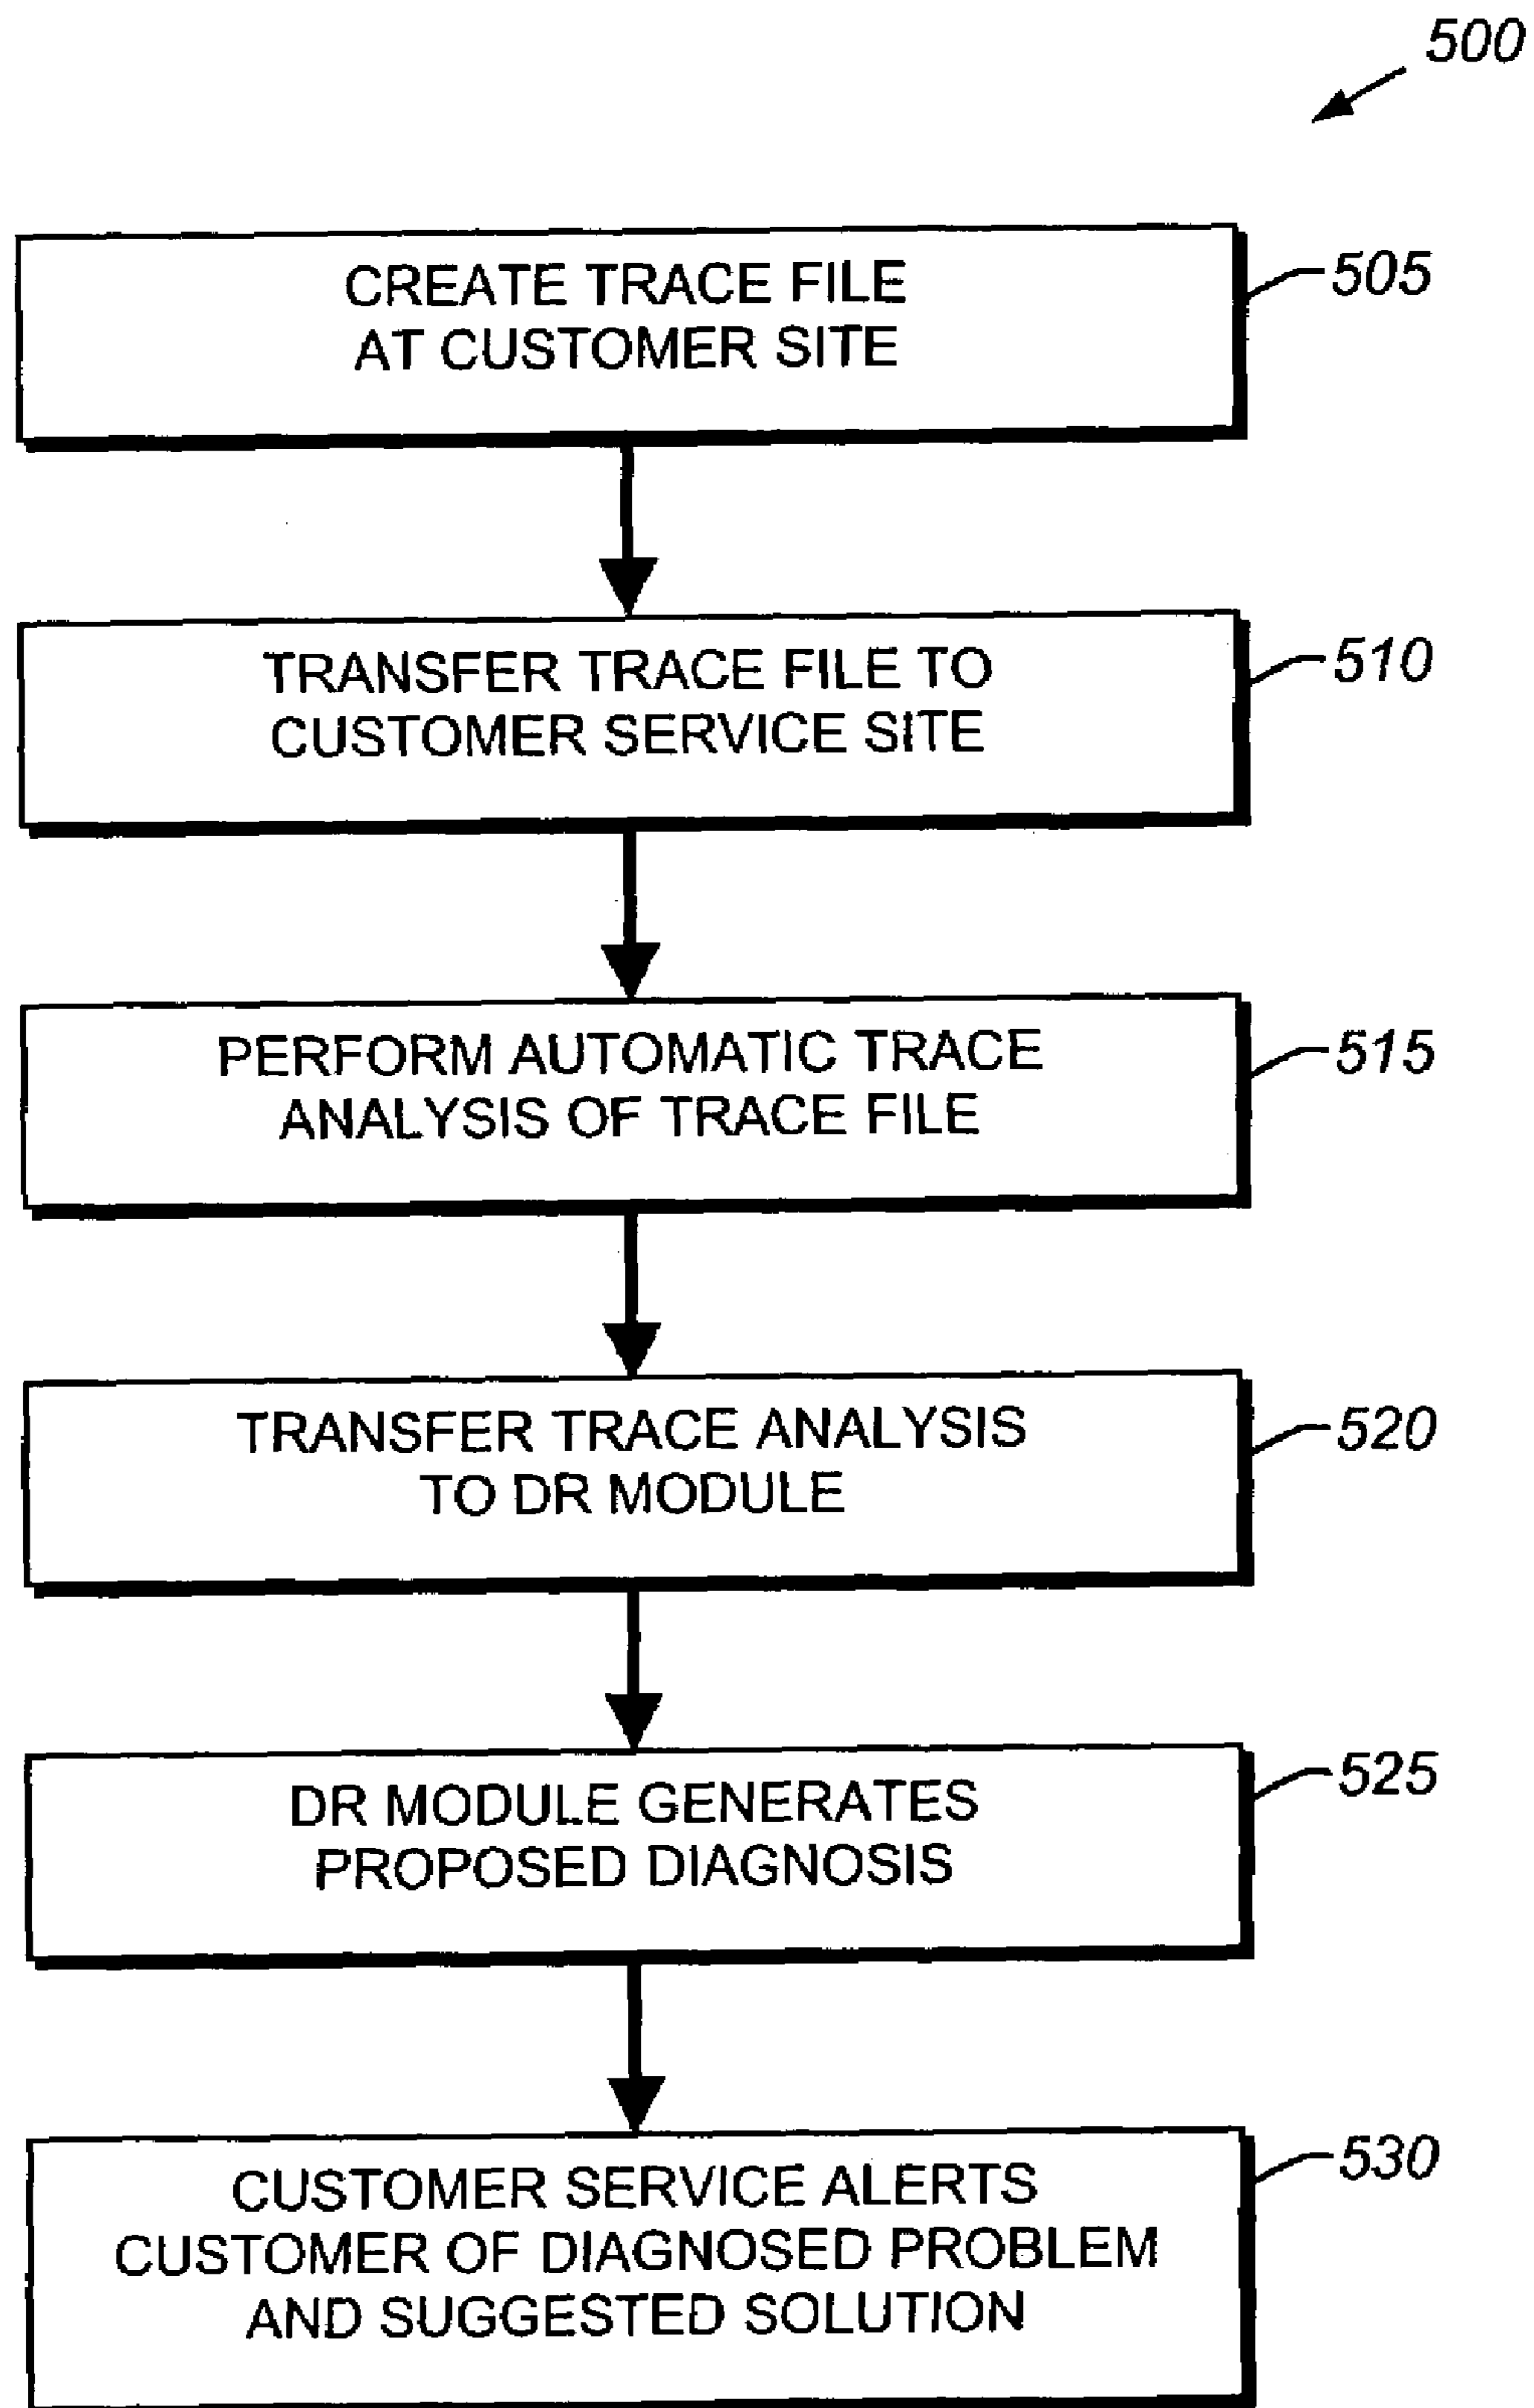 500
CREATE TRACE FILE
AT CUSTOMER SITE
505
TRANSFER TRACE FILE TO
CUSTOMER SERVICE SITE
510
PERFORM AUTOMATIC TRACE
ANALYSIS OF TRACE FILE
515
TRANSFER TRACE ANALYSIS
TO DR MODULE
520
DR MODULE GENERATES
PROPOSED DIAGNOSIS
525
CUSTOMER SERVICE ALERTS
CUSTOMER OF DIAGNOSED PROBLEM
AND SUGGESTED SOLUTION
530